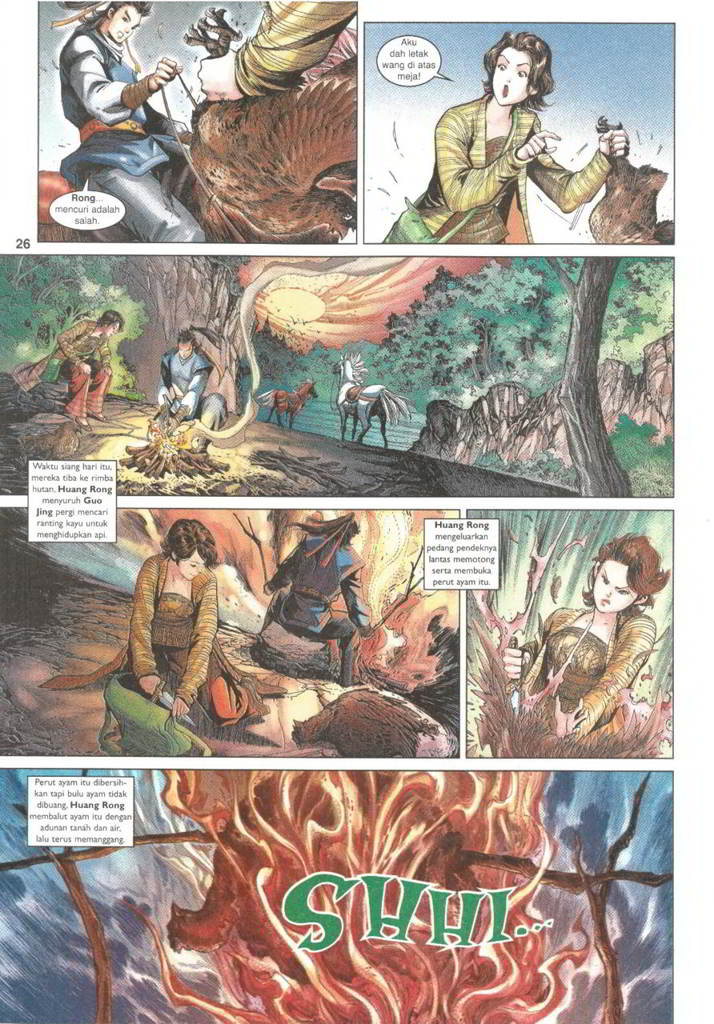 Rong...
mencuri adalah
salah.
Aku
dah letak
wang di atas
meja!
26
Waktu siang hari itu,
mereka tiba ke rimba
hutan, Huang Rong
menyuruh Guo
Jing pergi mencari
ranting kayu untuk
menghidupkan api.
Huang Rong
mengeluarkan
pedang pendeknya
lantas memotong
serta membuka
perut ayam itu.
Perut ayam itu dibersih-
kan tapi bulu ayam tidak
dibuang. Huang Rong
membalut ayam itu dengan
adunan tanah dan air,
lalu terus memanggang.
SHHI...